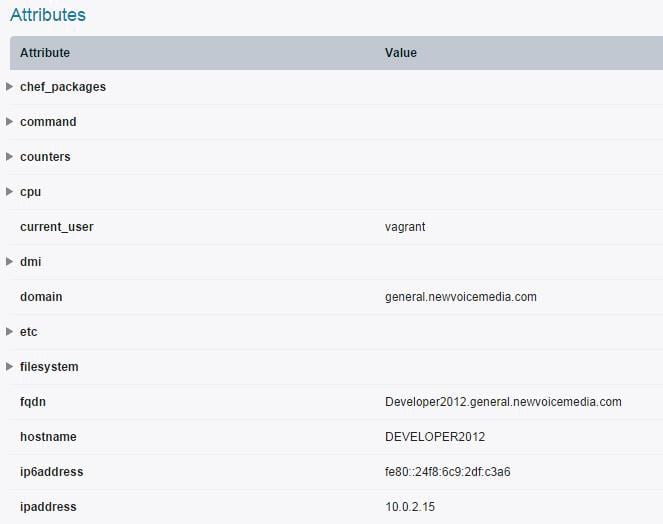 Attributes
Attribute Value
chef_packages
command
counters
cpu
current_user vagrant
dmi
domain general.newvoicemedia.com
etc
filesystem
fqdn Developer2012.general.newvoicemedia.com
hostname DEVELOPER2012
ip6address fe80::24f8:6c9:2df:c3a6
ipaddress 10.0.2.15